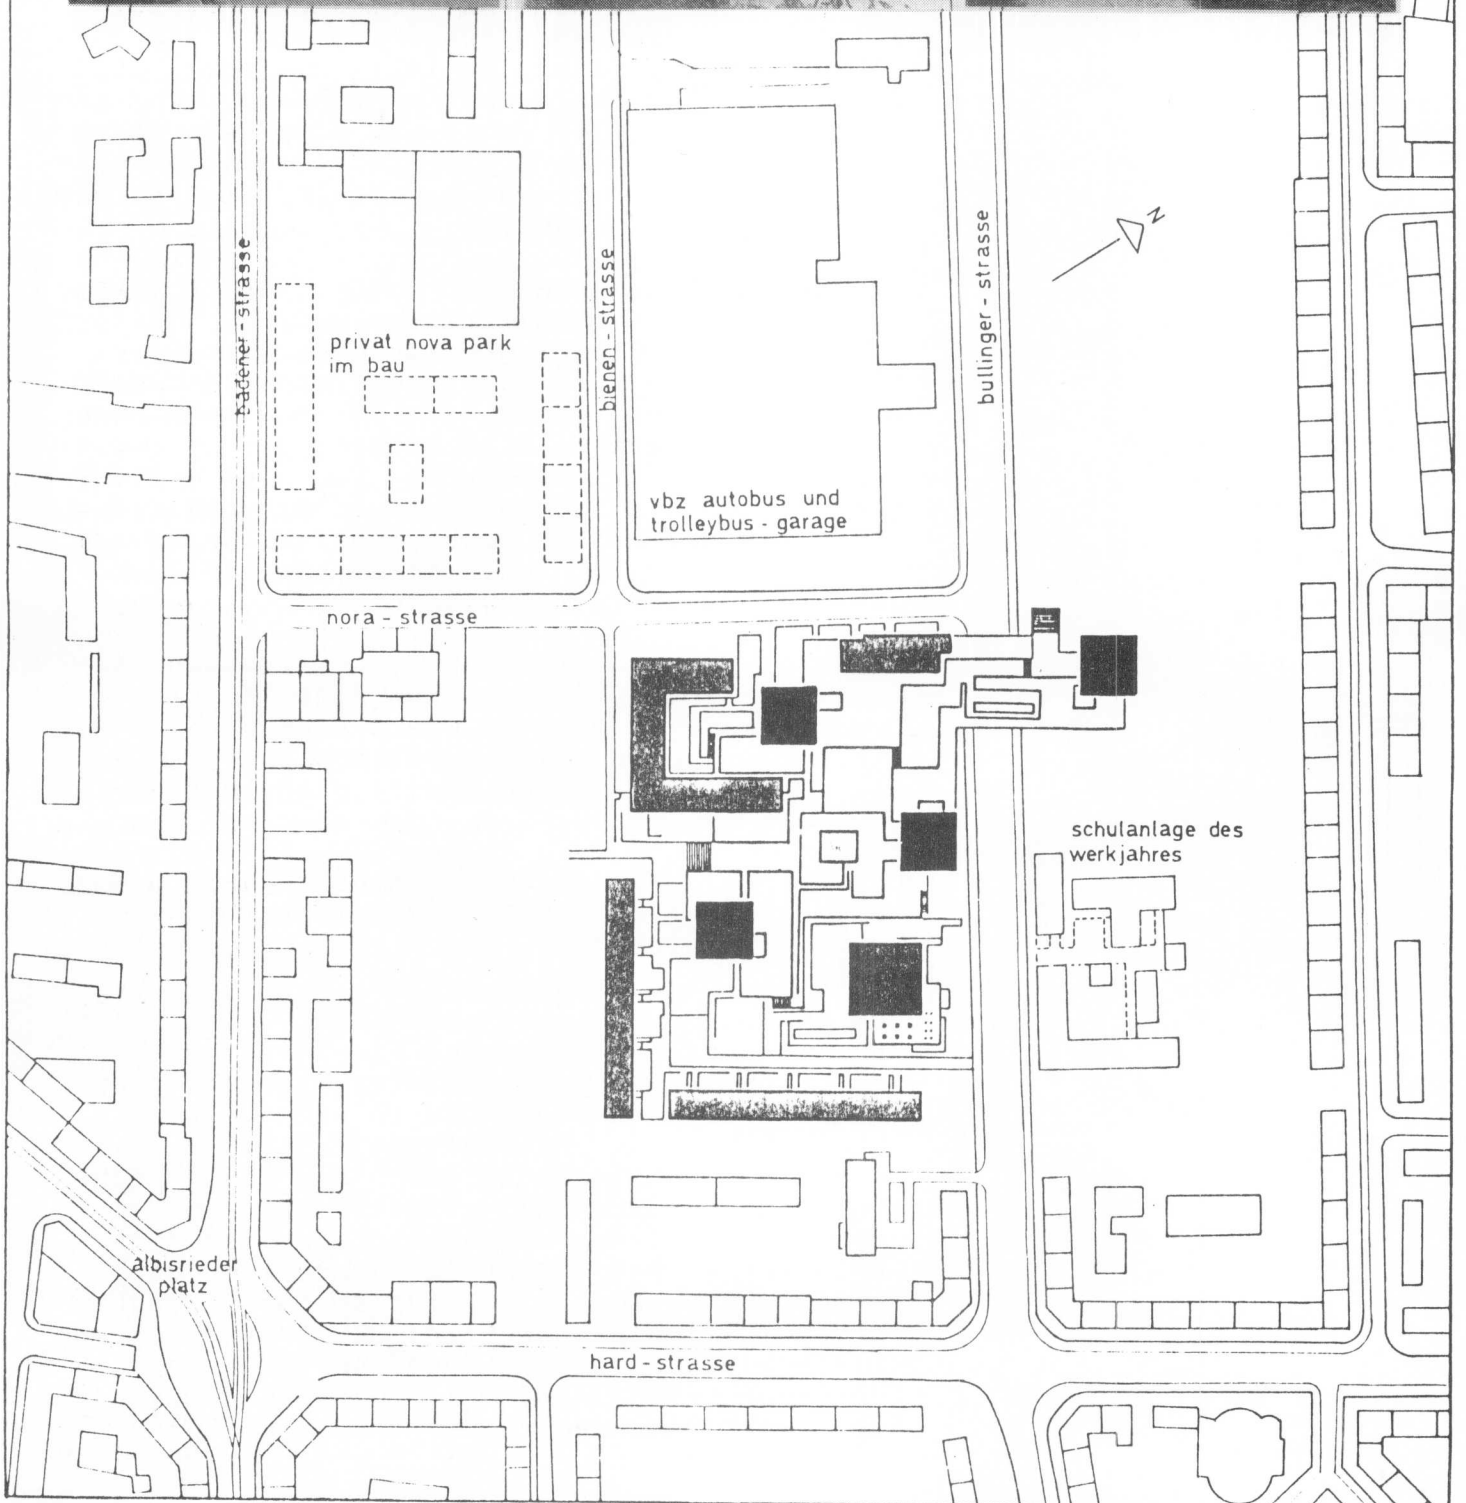 badener - strasse
bienen - strasse
bullinger - strasse
N
privat nova park
im bau
vbz autobus und
trolleybus - garage
nora - strasse
schulanlage des
werkjahres
albisrieder
platz
hard - strasse